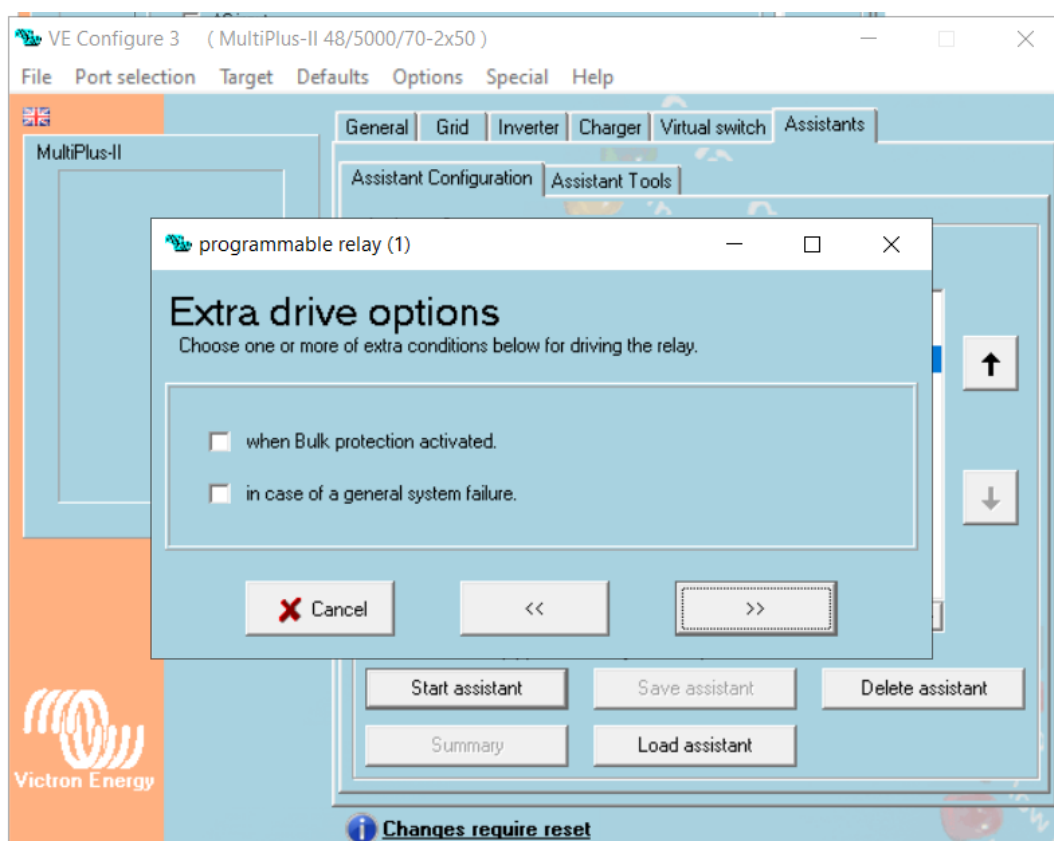 VE Configure 3 ( MultiPlus-II 48/5000/70-2x50 )
File Port selection Target Defaults Options Special Help
General Grid Inverter Charger Virtual switch Assistants
MultiPlus-II
Assistant Configuration Assistant Tools
programmable relay (1)
Extra drive options
Choose one or more of extra conditions below for driving the relay.
when Bulk protection activated.
in case of a general system failure.
Cancel << >>
Start assistant Save assistant Delete assistant
Summary Load assistant
Victron Energy
Changes require reset